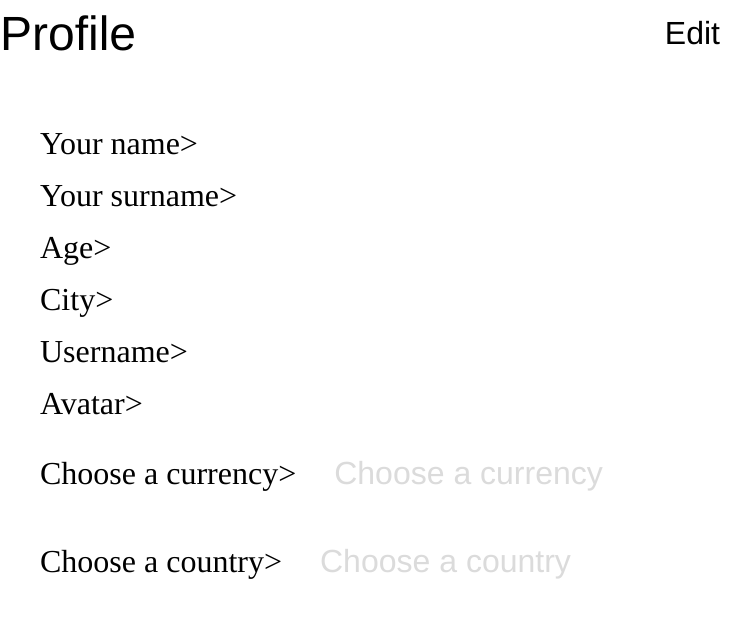 Profile Edit
Your name>
Your surname>
Age>
City>
Username>
Avatar>
Choose a currency> Choose a currency
Choose a country> Choose a country